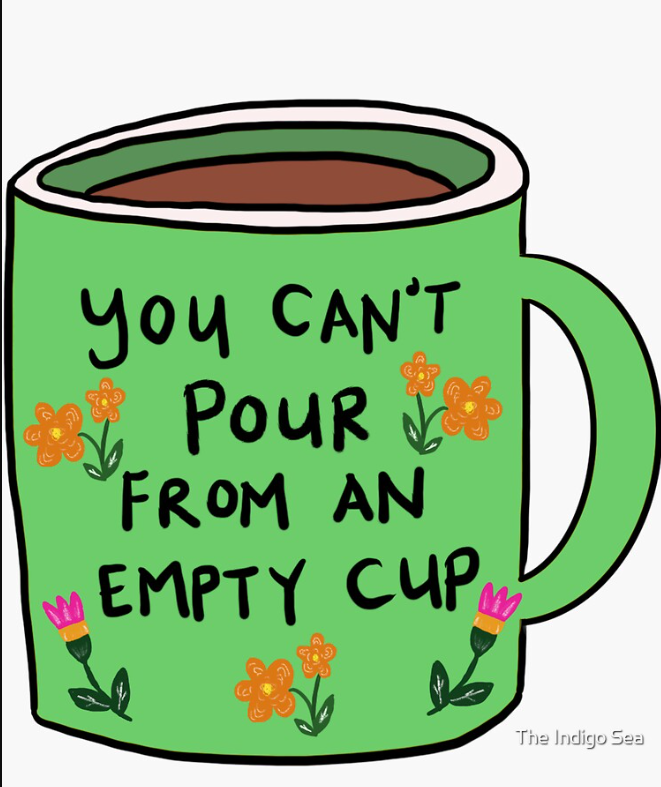 you CAN'T
POUR
FROM AN
EMPTY CUP
The Indigo Sea